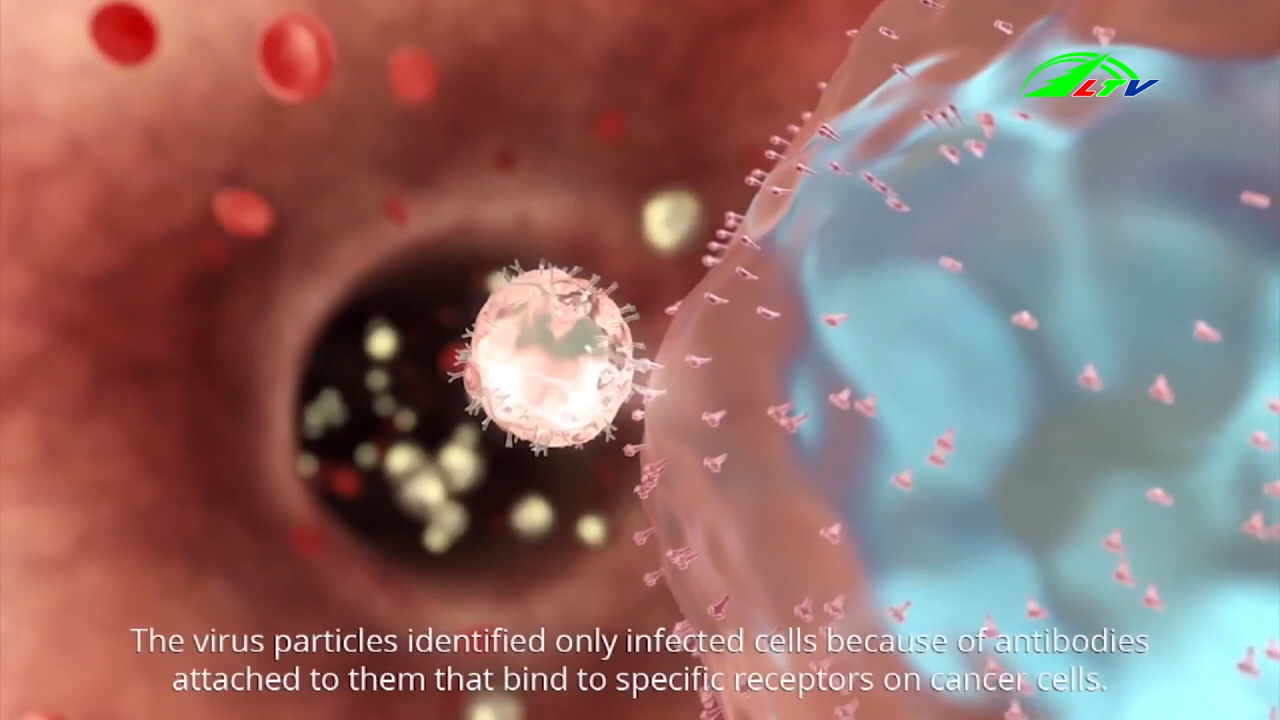 LTV
The virus particles identified only infected cells because of antibodies
attached to them that bind to specific receptors on cancer cells.